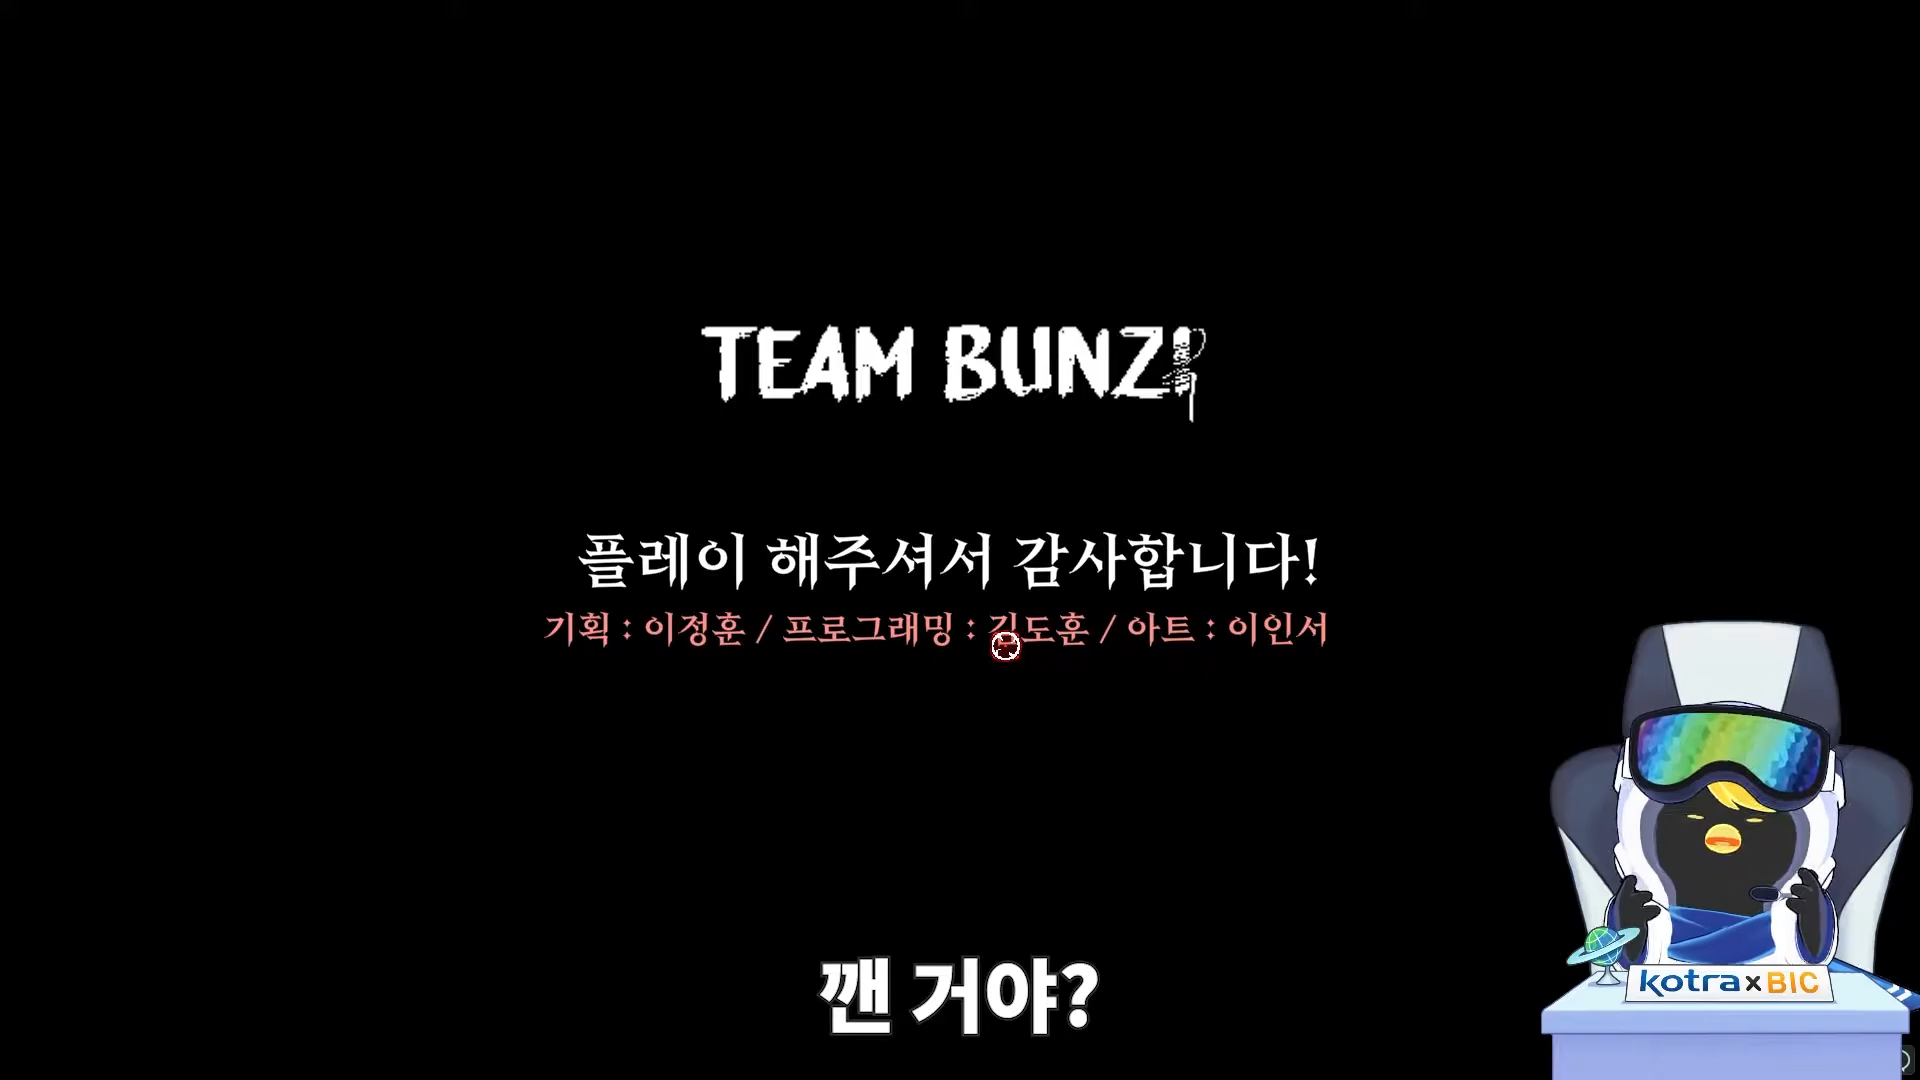 TEAM BUNZI
플레이 해주셔서 감사합니다!
기획 : 이정훈 / 프로그래밍 : 김도훈 / 아트 : 이인서
깬 거야?
kotra x BIC